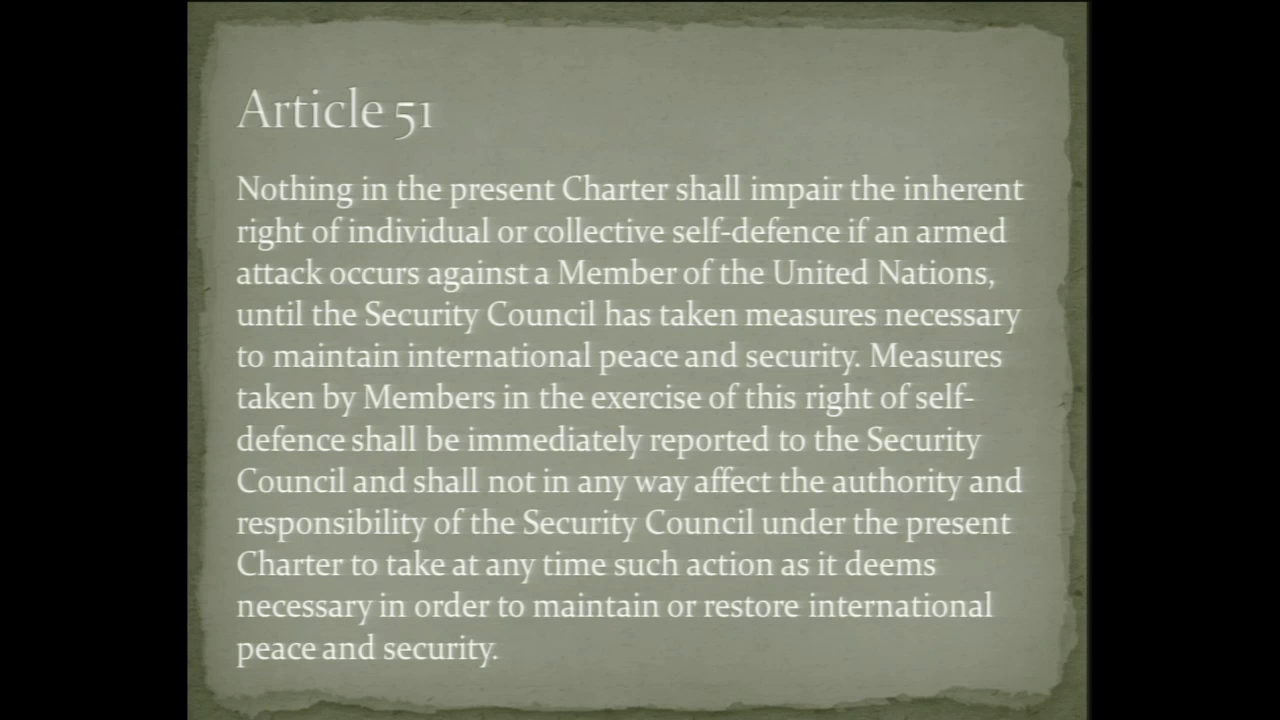 Article 51
Nothing in the present Charter shall impair the inherent
right of individual or collective self-defence if an armed
attack occurs against a Member of the United Nations,
until the Security Council has taken measures necessary
to maintain international peace and security. Measures
taken by Members in the exercise of this right of self-
defence shall be immediately reported to the Security
Council and shall not in any way affect the authority and
responsibility of the Security Council under the present
Charter to take at any time such action as it deems
necessary in order to maintain or restore international
peace and security.